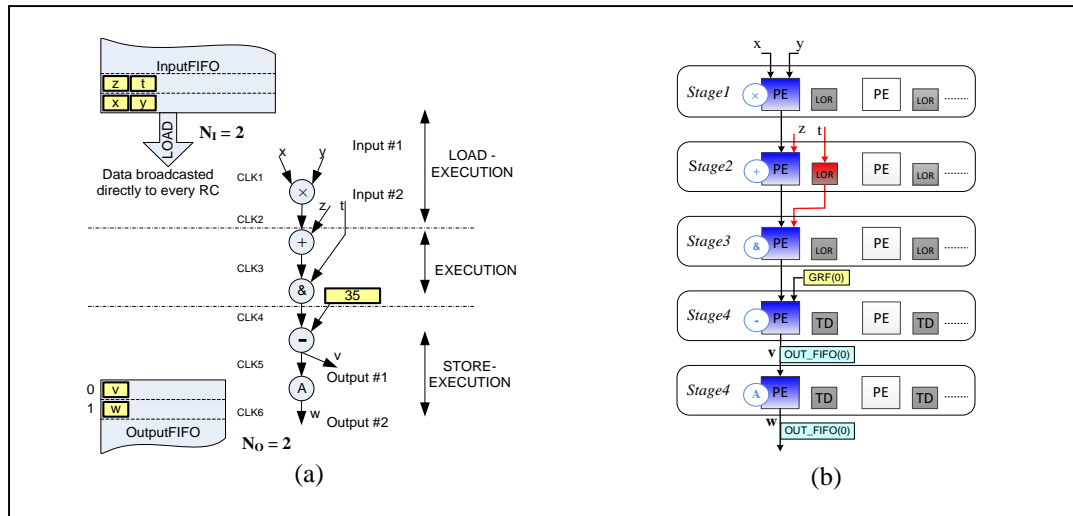 InputFIFO
z t
x y
LOAD
N_I = 2
Data broadcasted
directly to every RC
x y Input #1
CLK1
×
z t Input #2
CLK2
+
CLK3
&
35
CLK4
-
v
CLK5
Output #1
A
CLK6
w
Output #2
LOAD -
EXECUTION
EXECUTION
STORE-
EXECUTION
0 v
1 w
OutputFIFO
N_O = 2
(a)
x y
Stage1 × PE LOR PE LOR ........
z t
Stage2 + PE LOR PE LOR ........
Stage3 & PE LOR PE LOR ........
GRF(0)
Stage4 - PE TD PE TD ........
v OUT_FIFO(0)
Stage4 A PE TD PE TD ........
w OUT_FIFO(0)
(b)